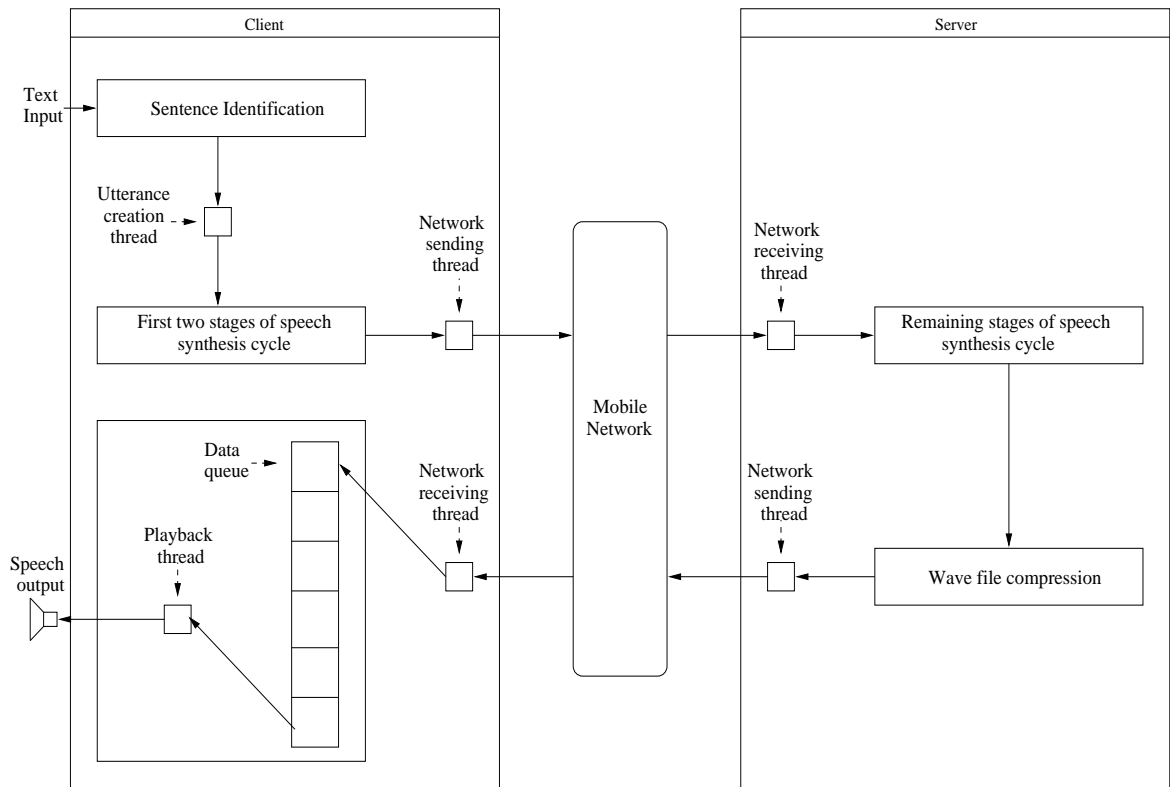 Client
Server
Text
Input
Sentence Identification
Utterance
creation
thread
Network
sending
thread
Network
receiving
thread
First two stages of speech
synthesis cycle
Remaining stages of speech
synthesis cycle
Mobile
Network
Data
queue
Network
receiving
thread
Network
sending
thread
Playback
thread
Speech
output
Wave file compression